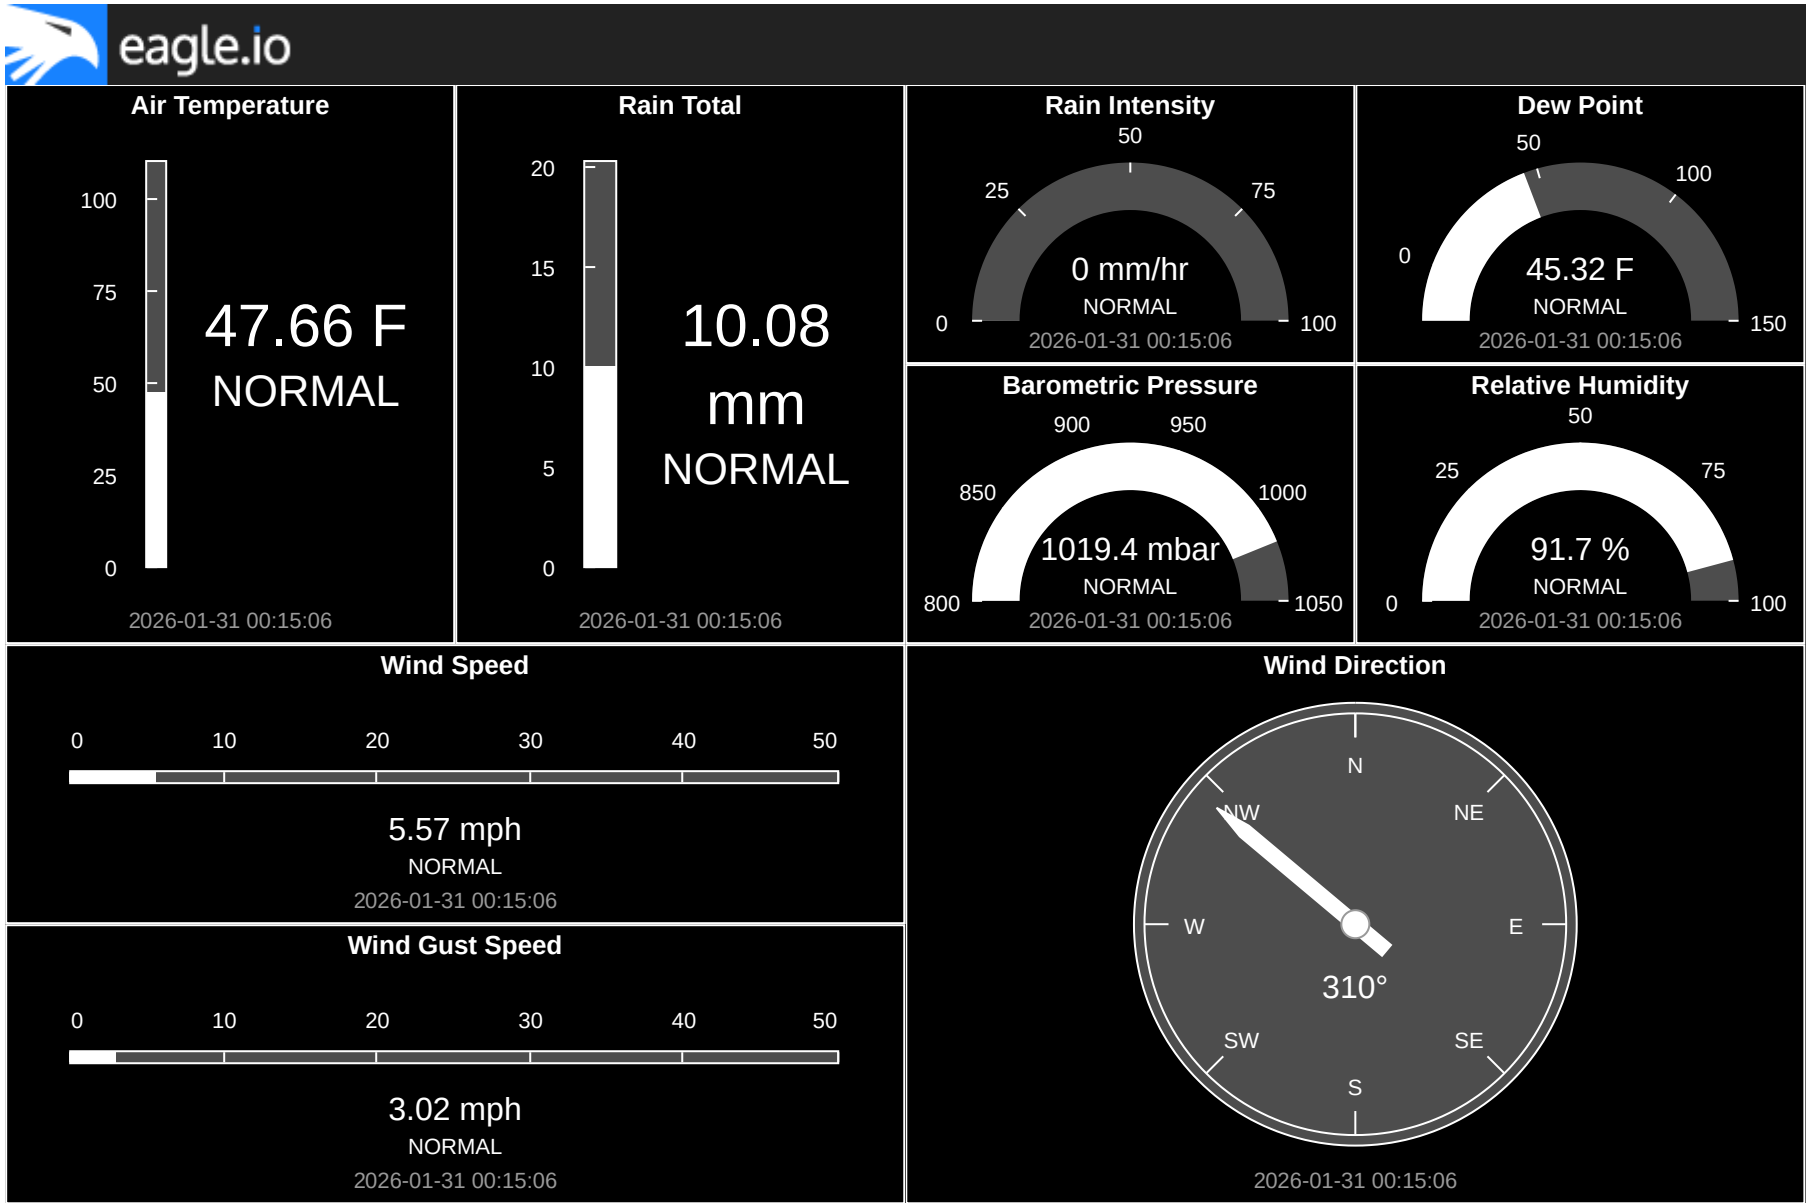 eagle.io
Air Temperature
100
75
50
25
0
47.66 F
NORMAL
2026-01-31 00:15:06
Rain Total
20
15
10
5
0
10.08
mm
NORMAL
2026-01-31 00:15:06
Rain Intensity
0
25
50
75
100
0 mm/hr
NORMAL
2026-01-31 00:15:06
Dew Point
0
50
100
150
45.32 F
NORMAL
2026-01-31 00:15:06
Barometric Pressure
800
850
900
950
1000
1050
1019.4 mbar
NORMAL
2026-01-31 00:15:06
Relative Humidity
0
25
50
75
100
91.7 %
NORMAL
2026-01-31 00:15:06
Wind Speed
0 10 20 30 40 50
5.57 mph
NORMAL
2026-01-31 00:15:06
Wind Gust Speed
0 10 20 30 40 50
3.02 mph
NORMAL
2026-01-31 00:15:06
Wind Direction
N
NW NE
W E
310°
SW SE
S
2026-01-31 00:15:06